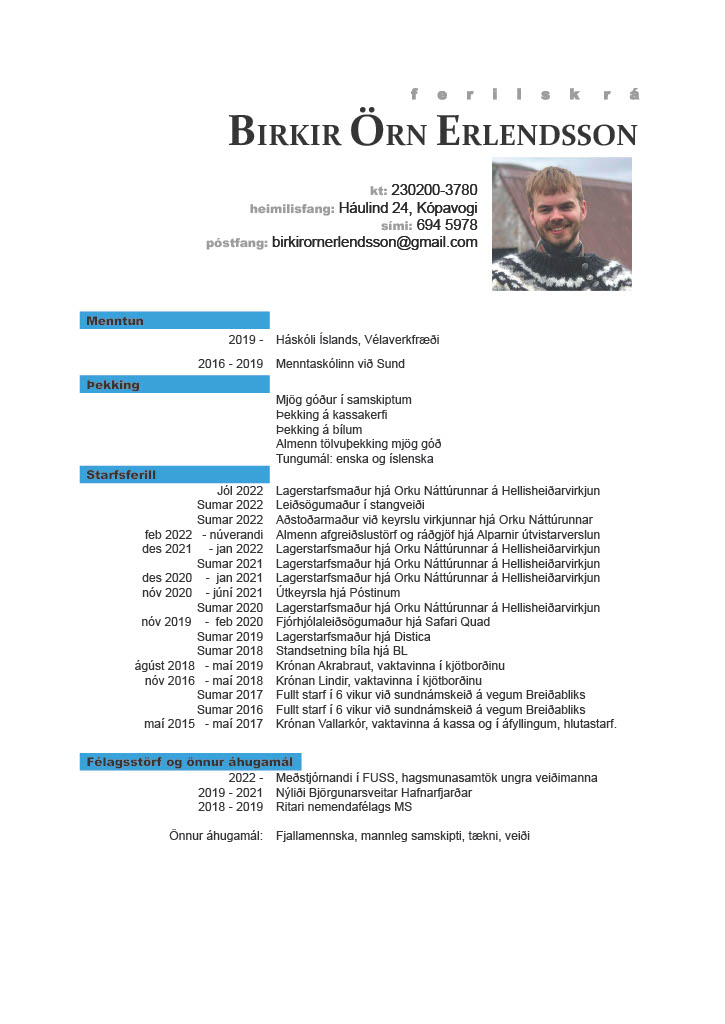 ferilskrá
Birkir Örn Erlendsson
kt: 230200-3780
heimilisfang: Háulind 24, Kópavogi
sími: 694 5978
póstfang: birkirornerlendsson@gmail.com
Menntun
2019 - Háskóli Íslands, Vélaverkfræði
2016 - 2019 Menntaskólinn við Sund
Þekking
Mjög góður í samskiptum
Þekking á kassakerfi
Þekking á bílum
Almenn tölvuþekking mjög góð
Tungumál: enska og íslenska
Starfsferill
Jól 2022 Lagerstarfsmaður hjá Orku Náttúrunnar á Hellisheiðarvirkjun
Sumar 2022 Leiðsögumaður í stangveiði
Sumar 2022 Aðstoðarmaður við keyrslu virkjunnar hjá Orku Náttúrunnar
feb 2022 - núverandi Almenn afgreiðslustörf og ráðgjöf hjá Alparnir útvistarverslun
des 2021 - jan 2022 Lagerstarfsmaður hjá Orku Náttúrunnar á Hellisheiðarvirkjun
Sumar 2021 Lagerstarfsmaður hjá Orku Náttúrunnar á Hellisheiðarvirkjun
des 2020 - jan 2021 Lagerstarfsmaður hjá Orku Náttúrunnar á Hellisheiðarvirkjun
nóv 2020 - júní 2021 Útkeyrsla hjá Póstinum
Sumar 2020 Lagerstarfsmaður hjá Orku Náttúrunnar á Hellisheiðarvirkjun
nóv 2019 - feb 2020 Fjórhjólaleiðsögumaður hjá Safari Quad
Sumar 2019 Lagerstarfsmaður hjá Distica
Sumar 2018 Standsetning bíla hjá BL
ágúst 2018 - maí 2019 Krónan Akrabraut, vaktavinna í kjötborðinu
nóv 2016 - maí 2018 Krónan Lindir, vaktavinna í kjötborðinu
Sumar 2017 Fullt starf í 6 vikur við sundnámskeið á vegum Breiðabliks
Sumar 2016 Fullt starf í 6 vikur við sundnámskeið á vegum Breiðabliks
maí 2015 - maí 2017 Krónan Vallarkór, vaktavinna á kassa og í áfyllingum, hlutastarf.
Félagsstörf og önnur áhugamál
2022 - Meðstjórnandi í FUSS, hagsmunasamtök ungra veiðimanna
2019 - 2021 Nýliði Björgunarsveitar Hafnarfjarðar
2018 - 2019 Ritari nemendafélags MS
Önnur áhugamál: Fjallamennska, mannleg samskipti, tækni, veiði